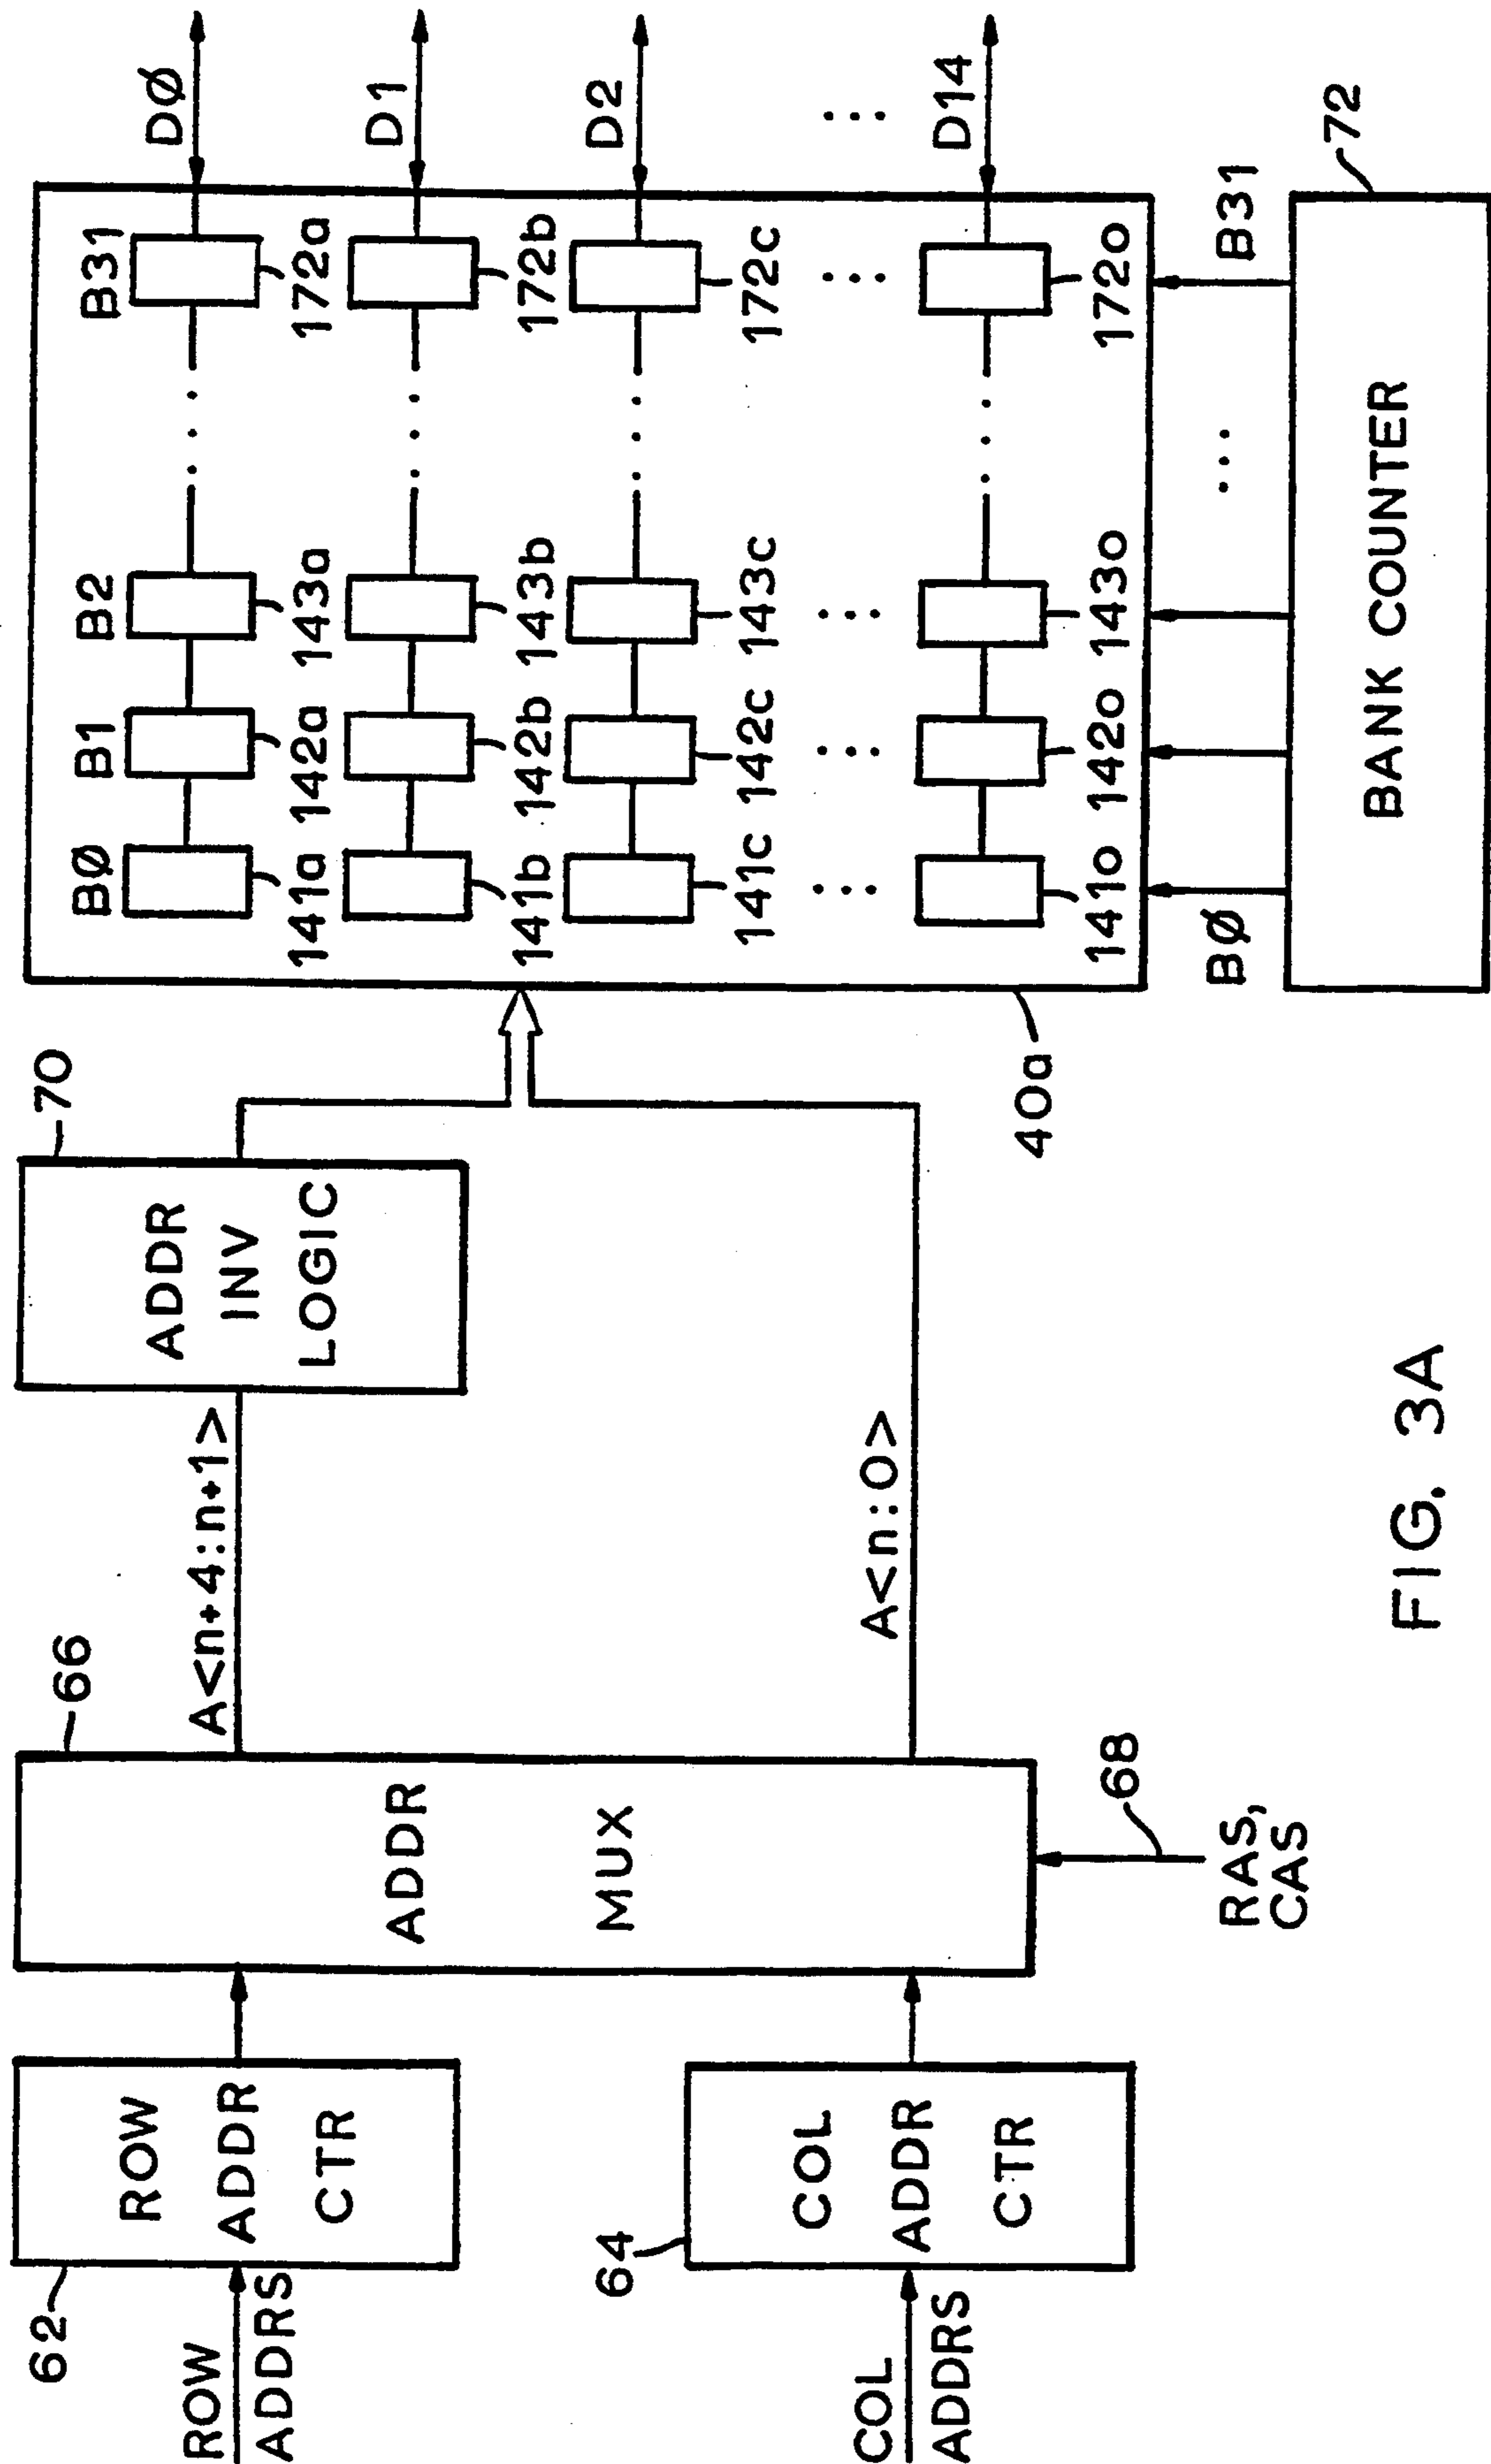 ROW
ADDRS
62
ROW
ADDR
CTR
COL
ADDRS
64
COL
ADDR
CTR
66
ADDR
MUX
68
RAS,
CAS
A<n+4:n+1>
A<n:0>
70
ADDR
INV
LOGIC
40a
BØ B1 B2 B31
141a 142a 143a ... 172a
DØ
141b 142b 143b ... 172b
D1
141c 142c 143c ... 172c
D2
... ... ... ... ...
141o 142o 143o ... 172o
D14
BØ ... B31
72
BANK COUNTER
FIG. 3A